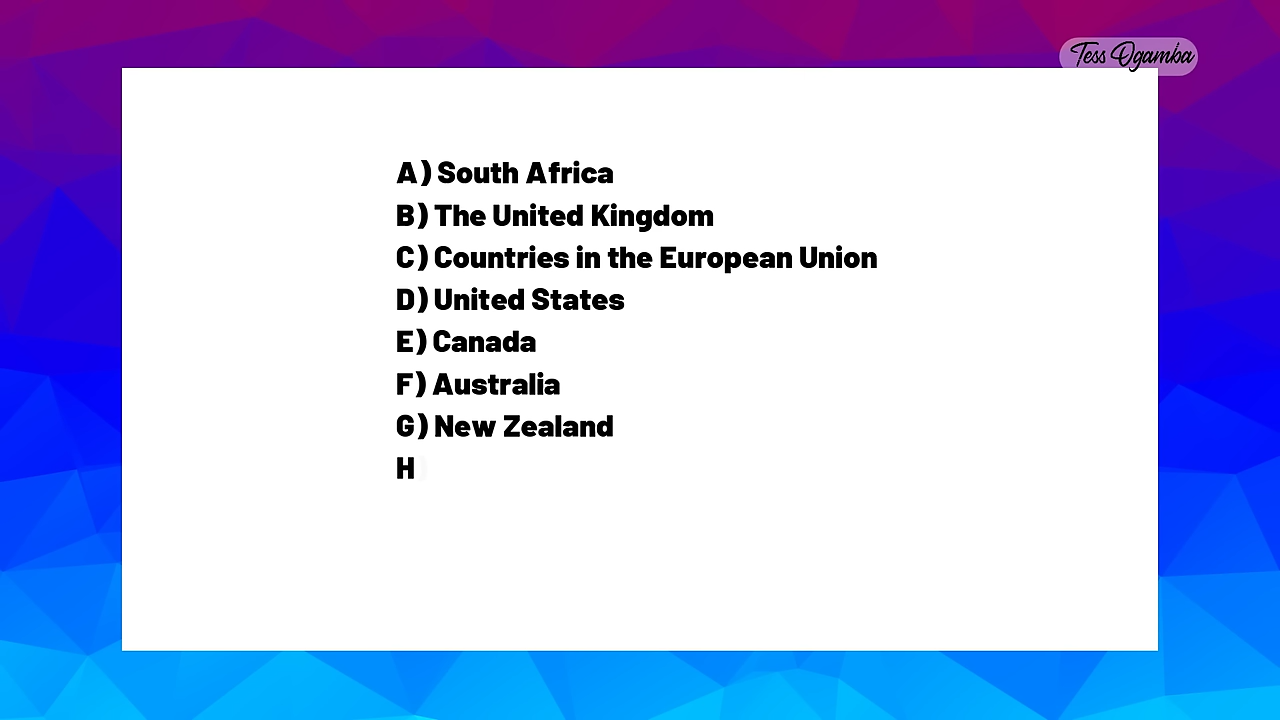 Tess Ogamba
A) South Africa
B) The United Kingdom
C) Countries in the European Union
D) United States
E) Canada
F) Australia
G) New Zealand
H